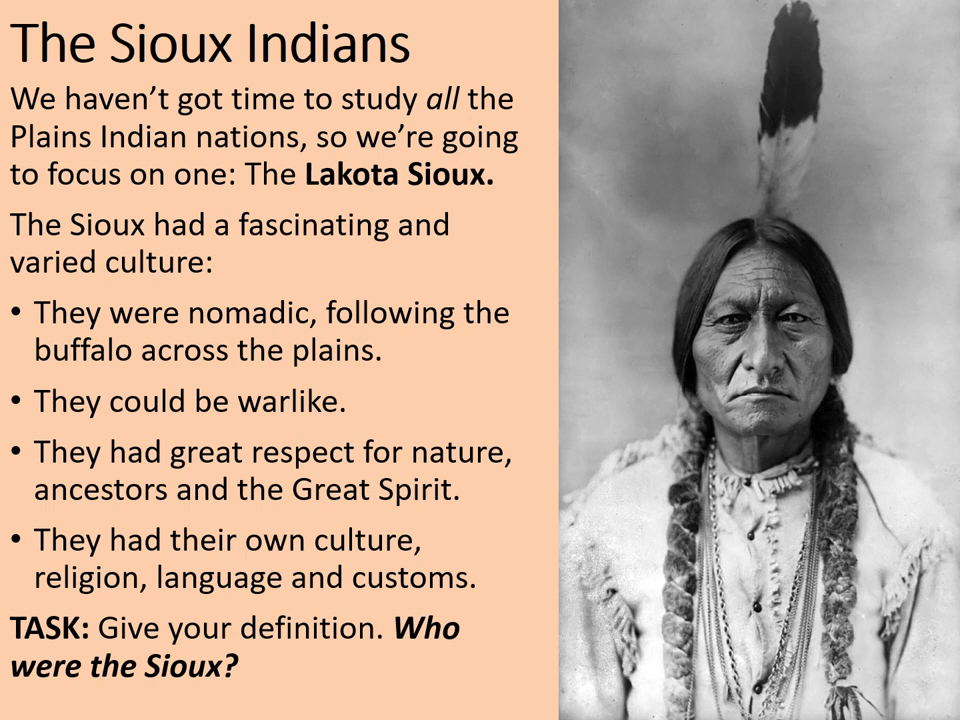 The Sioux Indians
We haven’t got time to study all the
Plains Indian nations, so we’re going
to focus on one: The Lakota Sioux.
The Sioux had a fascinating and
varied culture:
• They were nomadic, following the
buffalo across the plains.
• They could be warlike.
• They had great respect for nature,
ancestors and the Great Spirit.
• They had their own culture,
religion, language and customs.
TASK: Give your definition. Who
were the Sioux?